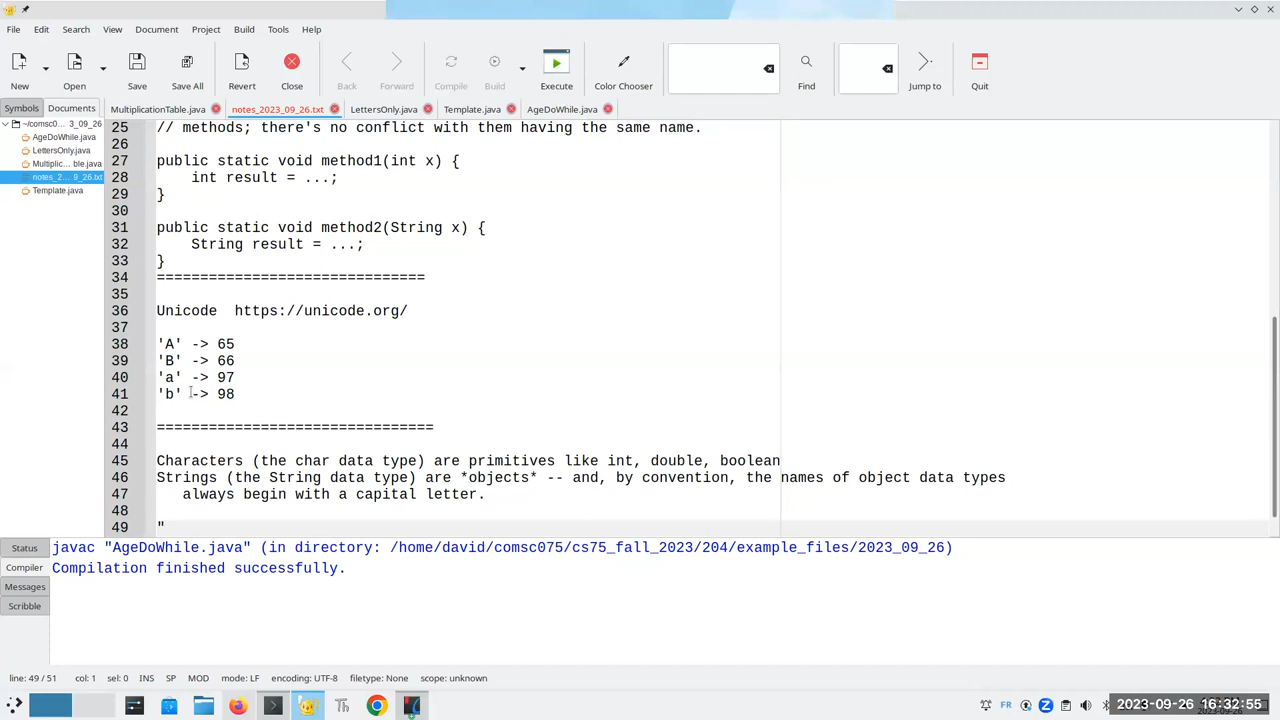 File Edit Search View Document Project Build Tools Help
New Open Save Save All Revert Close Back Forward Compile Build Execute Color Chooser Find Jump to Quit
Symbols Documents MultiplicationTable.java notes_2023_09_26.txt LettersOnly.java Template.java AgeDoWhile.java
~/comsc0… 3_09_26
AgeDoWhile.java
LettersOnly.java
Multiplic… ble.java
notes_2… 9_26.txt
Template.java
25 // methods; there's no conflict with them having the same name.
26
27 public static void method1(int x) {
28 int result = ...;
29 }
30
31 public static void method2(String x) {
32 String result = ...;
33 }
34 ===============================
35
36 Unicode  https://unicode.org/
37
38 'A' -> 65
39 'B' -> 66
40 'a' -> 97
41 'b' -> 98
42
43 ================================
44
45 Characters (the char data type) are primitives like int, double, boolean
46 Strings (the String data type) are *objects* -- and, by convention, the names of object data types
47 always begin with a capital letter.
48
49 "
Status
Compiler
Messages
Scribble
javac "AgeDoWhile.java" (in directory: /home/david/comsc075/cs75_fall_2023/204/example_files/2023_09_26)
Compilation finished successfully.
line: 49 / 51 col: 1 sel: 0 INS SP MOD mode: LF encoding: UTF-8 filetype: None scope: unknown
FR 2023-09-26 16:32:55